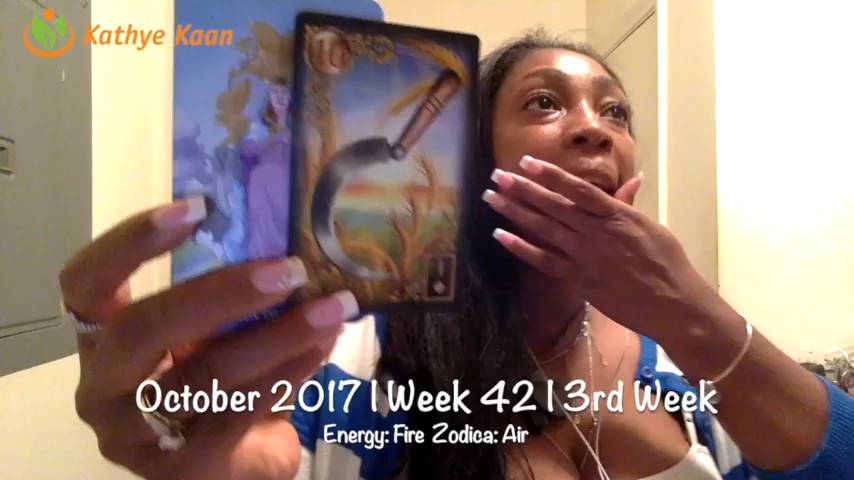 Kathye Kaan
10
October 2017 | Week 42 | 3rd Week
Energy: Fire Zodica: Air